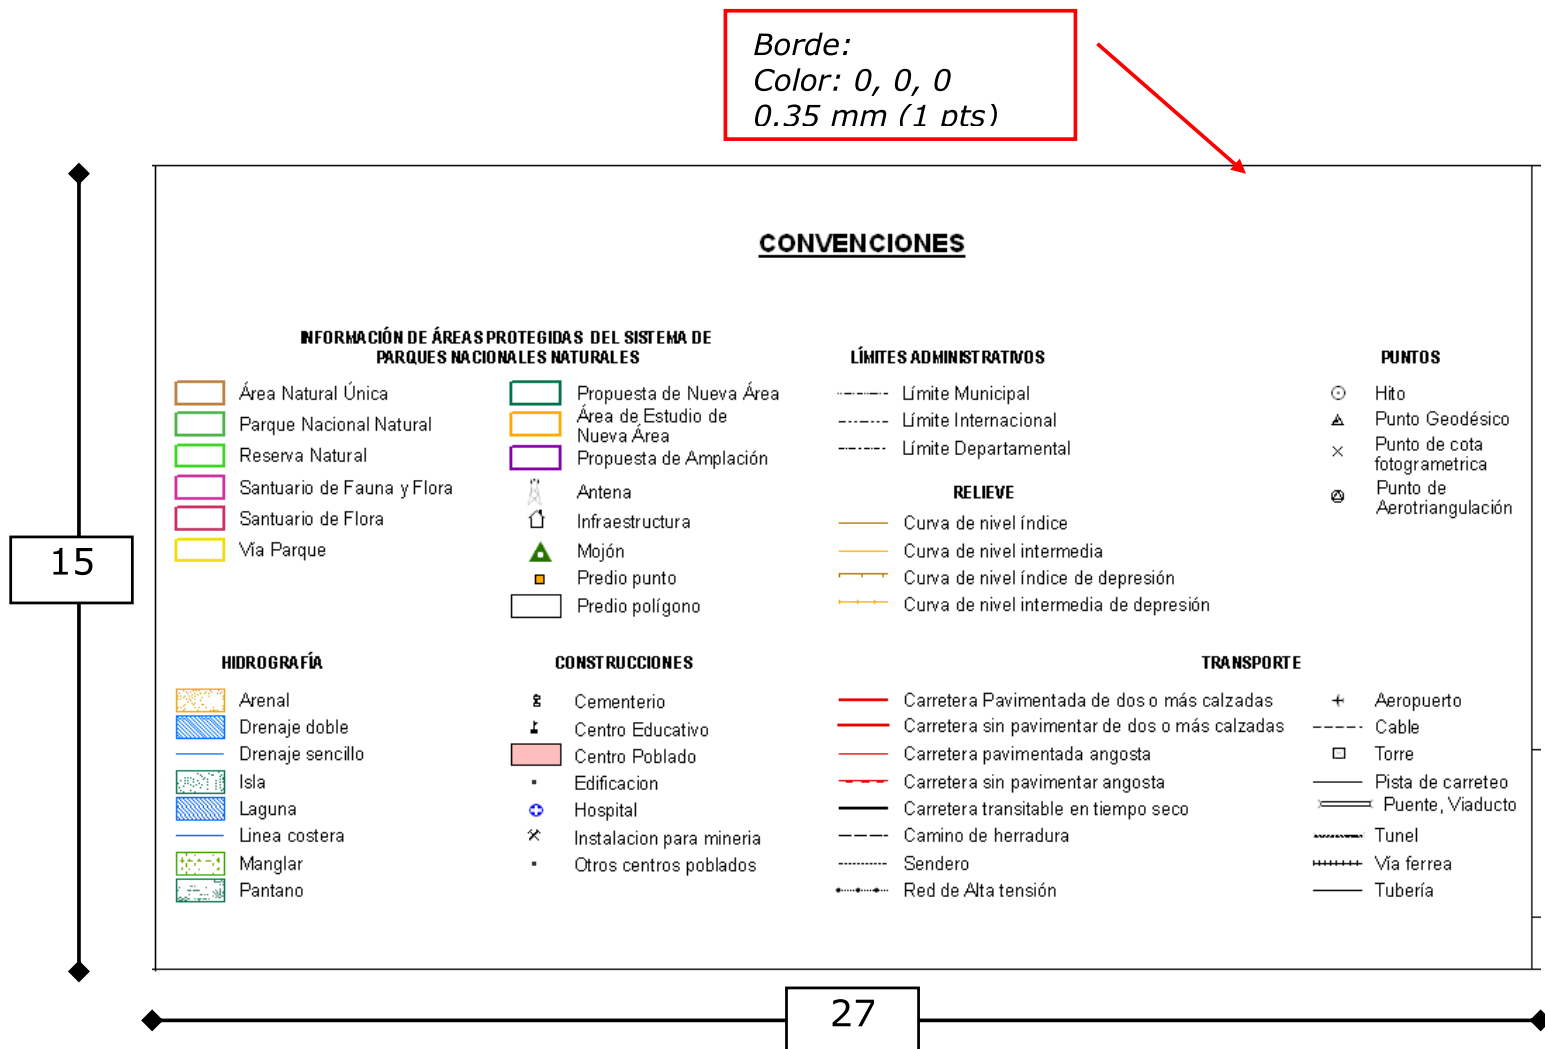 Borde:
Color: 0, 0, 0
0.35 mm (1 pts)
CONVENCIONES
INFORMACIÓN DE ÁREAS PROTEGIDAS DEL SISTEMA DE
PARQUES NACIONALES NATURALES
Área Natural Única
Parque Nacional Natural
Reserva Natural
Santuario de Fauna y Flora
Santuario de Flora
Vía Parque
Propuesta de Nueva Área
Área de Estudio de
Nueva Área
Propuesta de Amplación
Antena
Infraestructura
Mojón
Predio punto
Predio polígono
LÍMITES ADMINISTRATIVOS
Límite Municipal
Límite Internacional
Límite Departamental
RELIEVE
Curva de nivel índice
Curva de nivel intermedia
Curva de nivel índice de depresión
Curva de nivel intermedia de depresión
PUNTOS
Hito
Punto Geodésico
Punto de cota
fotogrametrica
Punto de
Aerotriangulación
15
HIDROGRAFÍA
Arenal
Drenaje doble
Drenaje sencillo
Isla
Laguna
Linea costera
Manglar
Pantano
CONSTRUCCIONES
Cementerio
Centro Educativo
Centro Poblado
Edificacion
Hospital
Instalacion para mineria
Otros centros poblados
TRANSPORTE
Carretera Pavimentada de dos o más calzadas
Carretera sin pavimentar de dos o más calzadas
Carretera pavimentada angosta
Carretera sin pavimentar angosta
Carretera transitable en tiempo seco
Camino de herradura
Sendero
Red de Alta tensión
Aeropuerto
Cable
Torre
Pista de carreteo
Puente, Viaducto
Tunel
Vía ferrea
Tubería
27